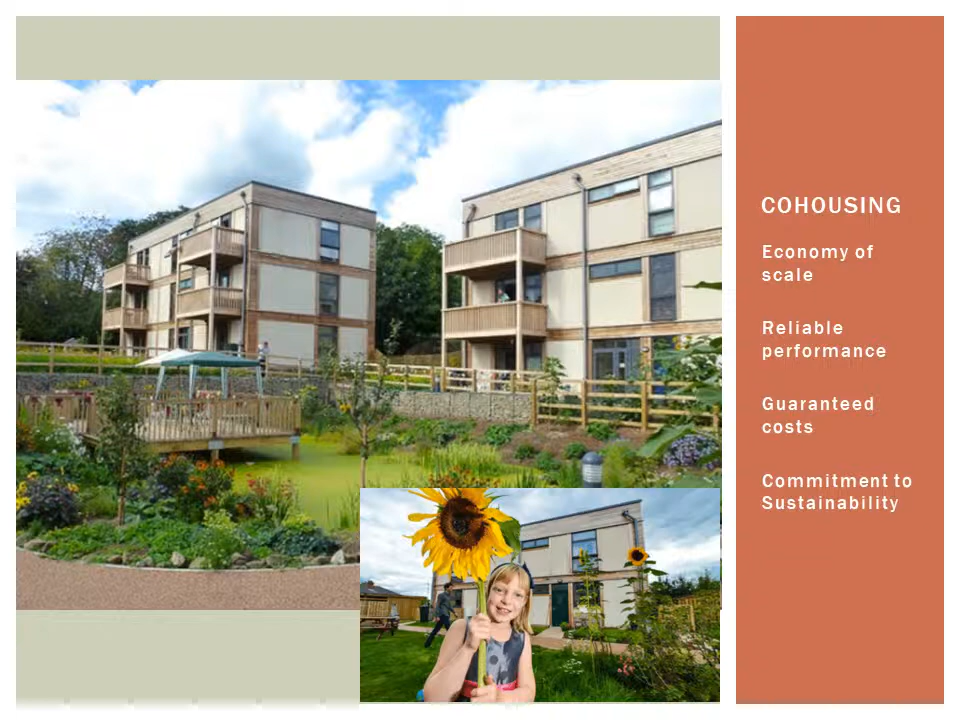 COHOUSING
Economy of
scale
Reliable
performance
Guaranteed
costs
Commitment to
Sustainability